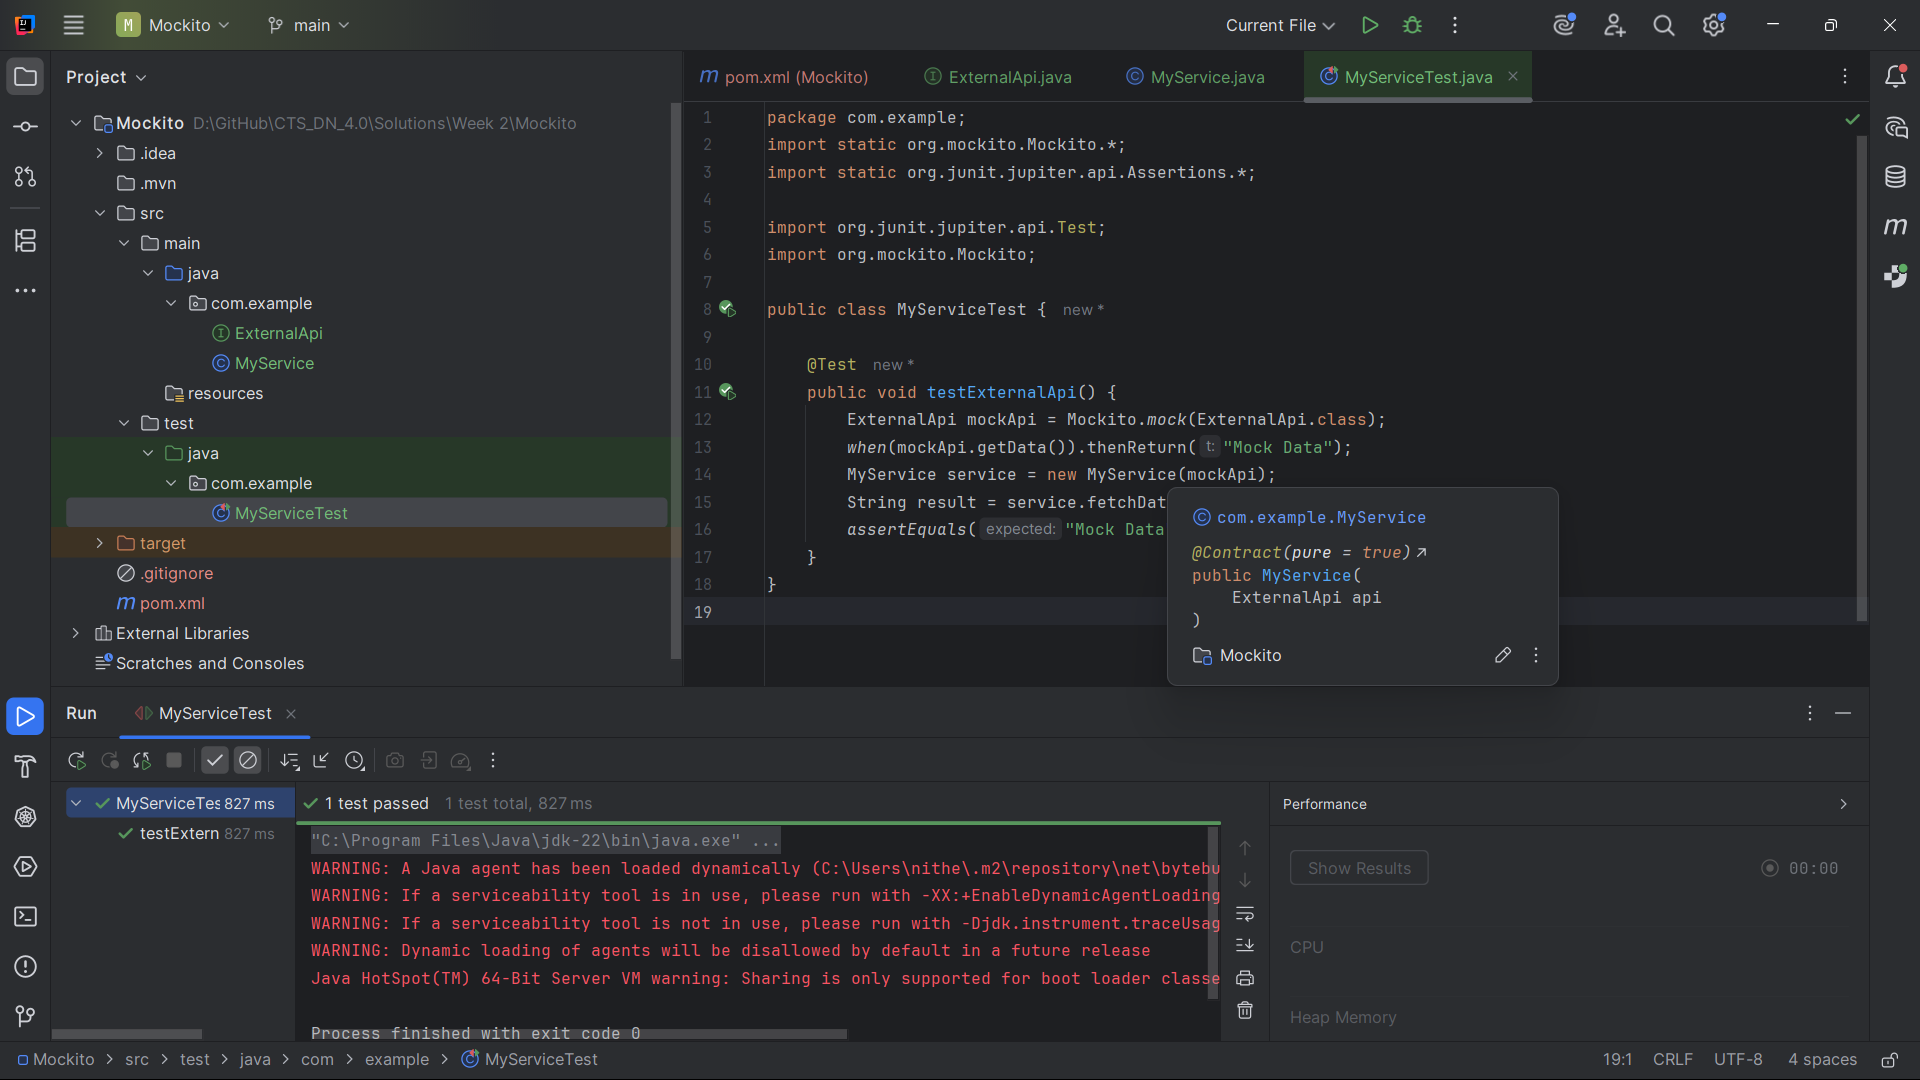 M Mockito main Current File
Project
pom.xml (Mockito) ExternalApi.java MyService.java MyServiceTest.java
Mockito D:\GitHub\CTS_DN_4.0\Solutions\Week 2\Mockito
.idea
.mvn
src
main
java
com.example
ExternalApi
MyService
resources
test
java
com.example
MyServiceTest
target
.gitignore
pom.xml
External Libraries
Scratches and Consoles
1 package com.example;
2 import static org.mockito.Mockito.*;
3 import static org.junit.jupiter.api.Assertions.*;
4
5 import org.junit.jupiter.api.Test;
6 import org.mockito.Mockito;
7
8 public class MyServiceTest { new *
9
10 @Test new *
11 public void testExternalApi() {
12 ExternalApi mockApi = Mockito.mock(ExternalApi.class);
13 when(mockApi.getData()).thenReturn( t: "Mock Data");
14 MyService service = new MyService(mockApi);
15 String result = service.fetchDat
16 assertEquals( expected: "Mock Data
17 }
18 }
19
com.example.MyService
@Contract(pure = true)
public MyService(
ExternalApi api
)
Mockito
Run MyServiceTest
MyServiceTes 827 ms
testExtern 827 ms
1 test passed 1 test total, 827 ms
"C:\Program Files\Java\jdk-22\bin\java.exe" ...
WARNING: A Java agent has been loaded dynamically (C:\Users\nithe\.m2\repository\net\bytebu
WARNING: If a serviceability tool is in use, please run with -XX:+EnableDynamicAgentLoading
WARNING: If a serviceability tool is not in use, please run with -Djdk.instrument.traceUsag
WARNING: Dynamic loading of agents will be disallowed by default in a future release
Java HotSpot(TM) 64-Bit Server VM warning: Sharing is only supported for boot loader classe
Process finished with exit code 0
Performance
Show Results 00:00
CPU
Heap Memory
Mockito > src > test > java > com > example > MyServiceTest
19:1 CRLF UTF-8 4 spaces